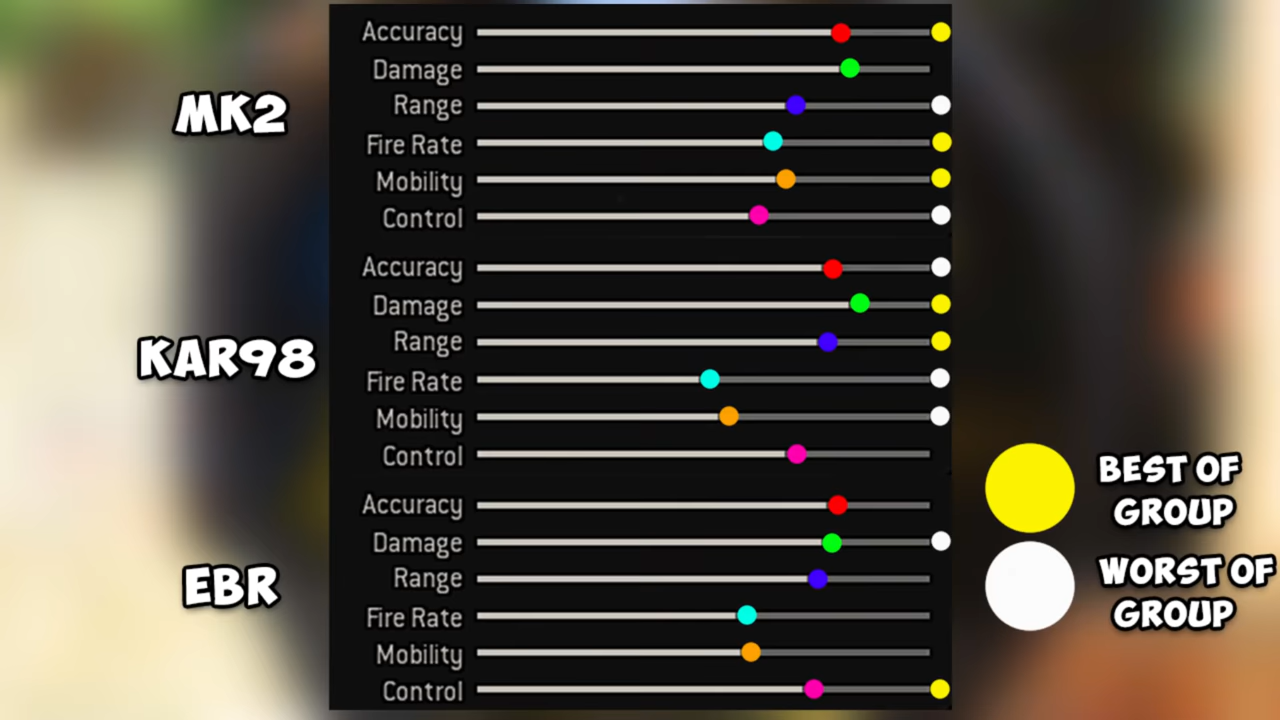 MK2
Accuracy
Damage
Range
Fire Rate
Mobility
Control
KAR98
Accuracy
Damage
Range
Fire Rate
Mobility
Control
EBR
Accuracy
Damage
Range
Fire Rate
Mobility
Control
BEST OF
GROUP
WORST OF
GROUP